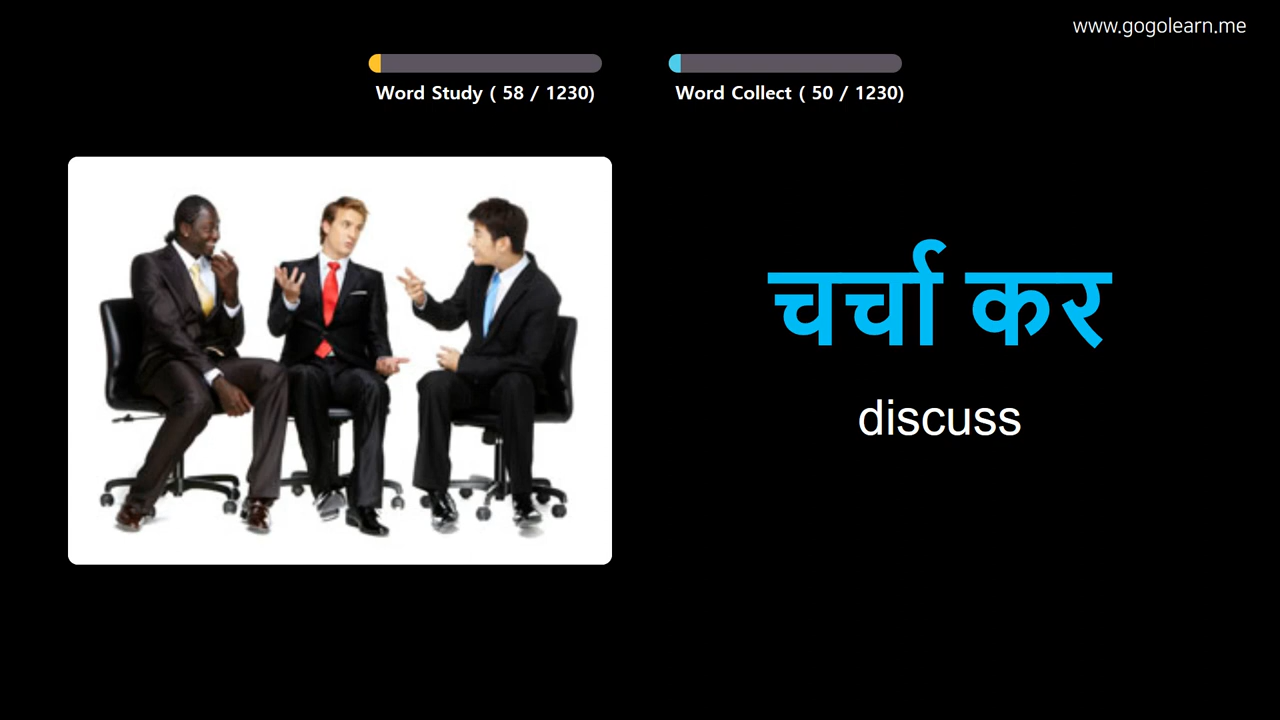 www.gogolearn.me
Word Study ( 58 / 1230)
Word Collect ( 50 / 1230)
चर्चा कर
discuss